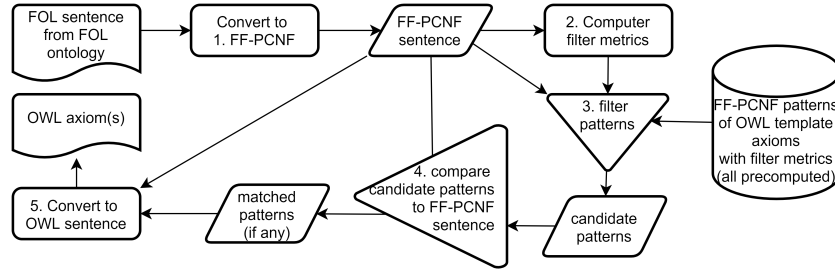 FOL sentence
from FOL
ontology
Convert to
1. FF-PCNF
FF-PCNF
sentence
2. Computer
filter metrics
3. filter
patterns
FF-PCNF patterns
of OWL template
axioms
with filter metrics
(all precomputed)
OWL axiom(s)
4. compare
candidate patterns
to FF-PCNF
sentence
5. Convert to
OWL sentence
matched
patterns
(if any)
candidate
patterns